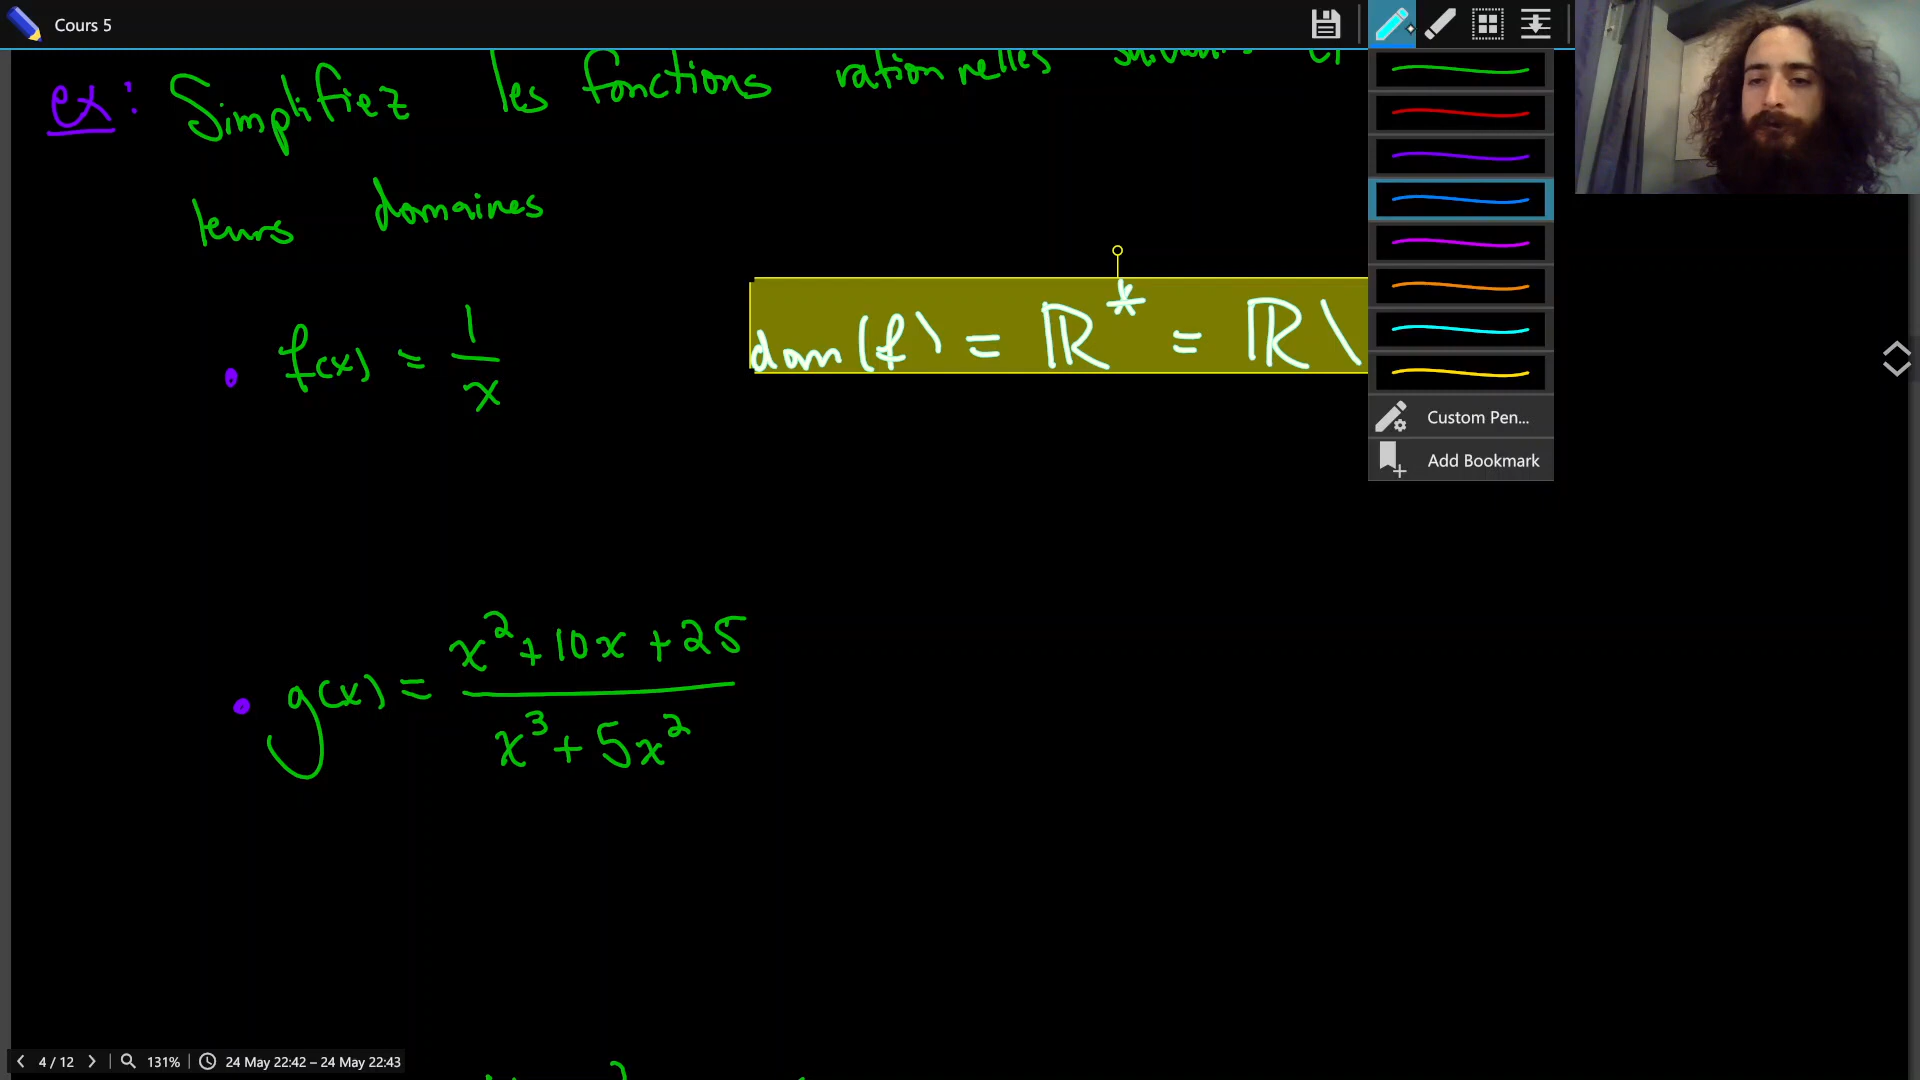 Cours 5
ex: Simplifiez les fonctions rationnelles
leurs domaines
• f(x) = 1/x
dom(f) = ℝ* = ℝ\
Custom Pen...
Add Bookmark
• g(x) = x²+10x+25 / x³+5x²
4 / 12 131% 24 May 22:42 – 24 May 22:43